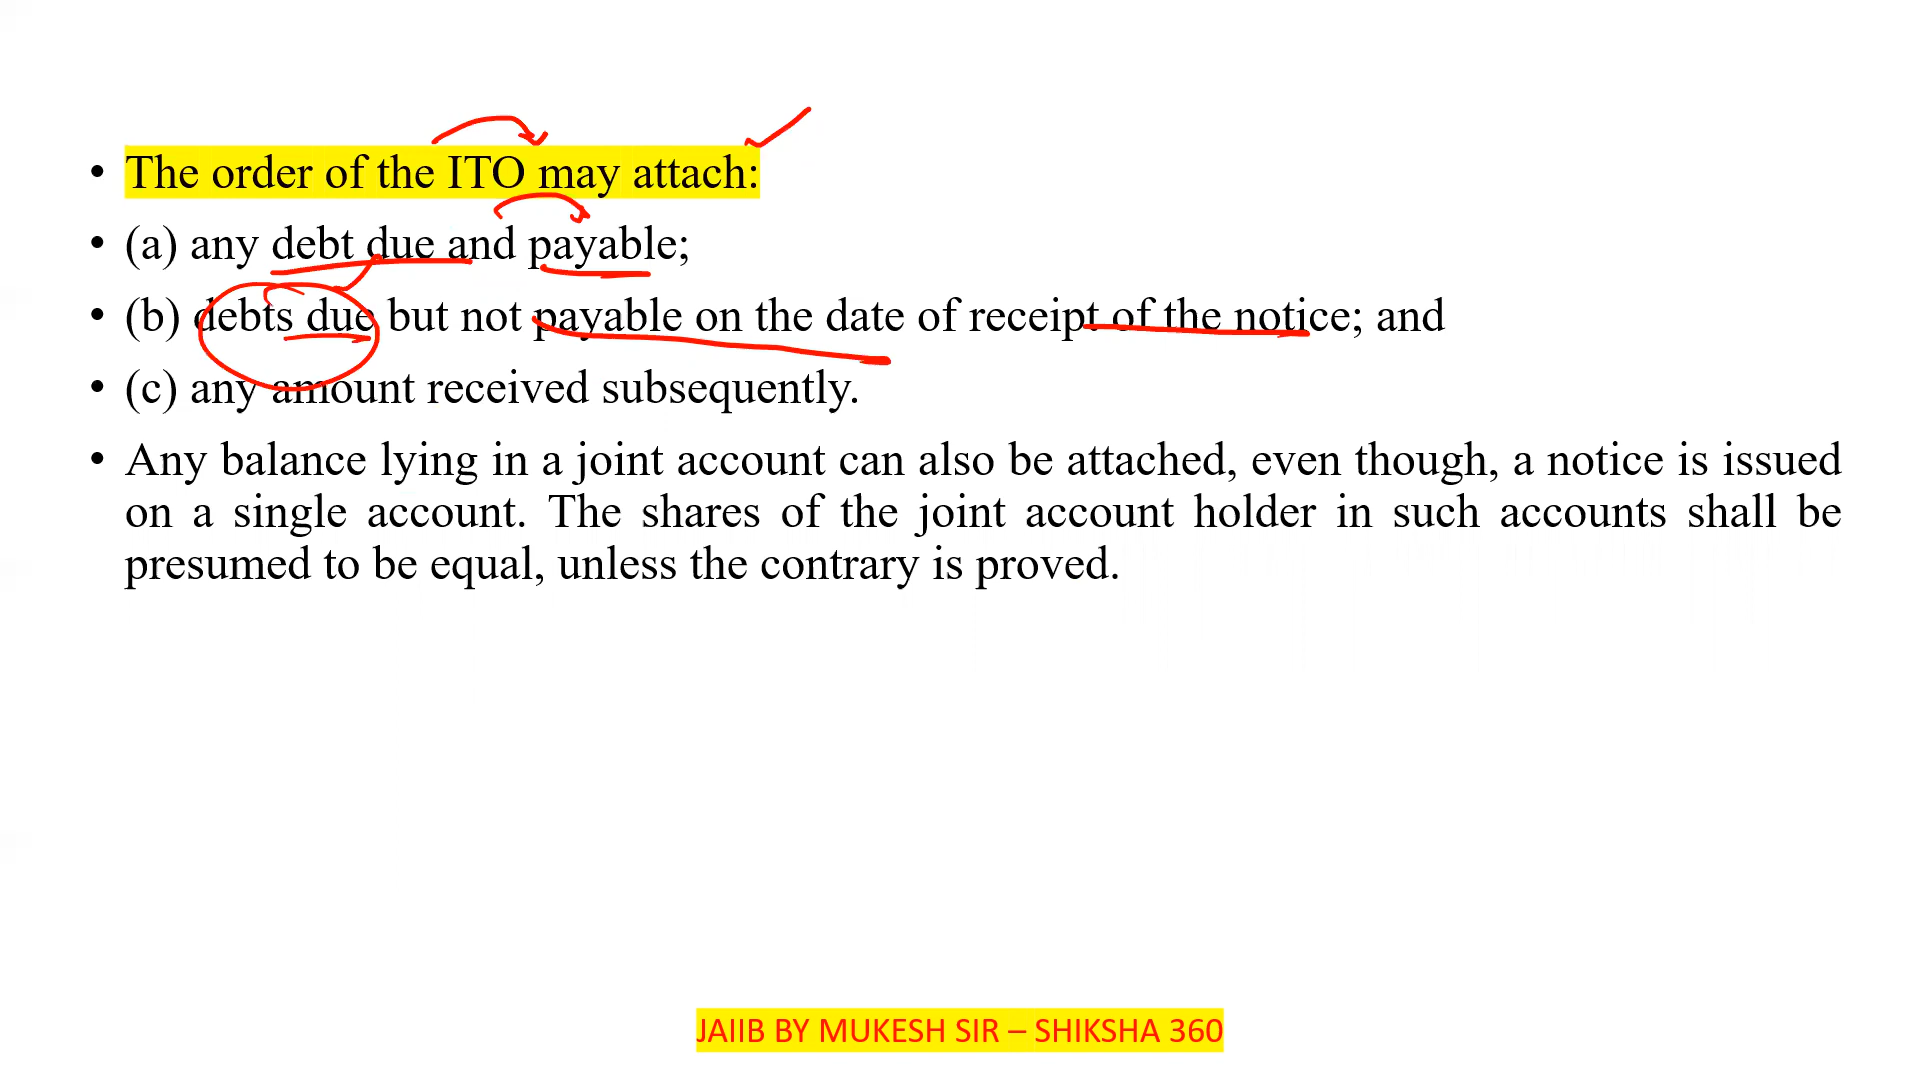 • The order of the ITO may attach:
• (a) any debt due and payable;
• (b) debts due but not payable on the date of receipt of the notice; and
• (c) any amount received subsequently.
• Any balance lying in a joint account can also be attached, even though, a notice is issued
on a single account. The shares of the joint account holder in such accounts shall be
presumed to be equal, unless the contrary is proved.
JAIIB BY MUKESH SIR – SHIKSHA 360